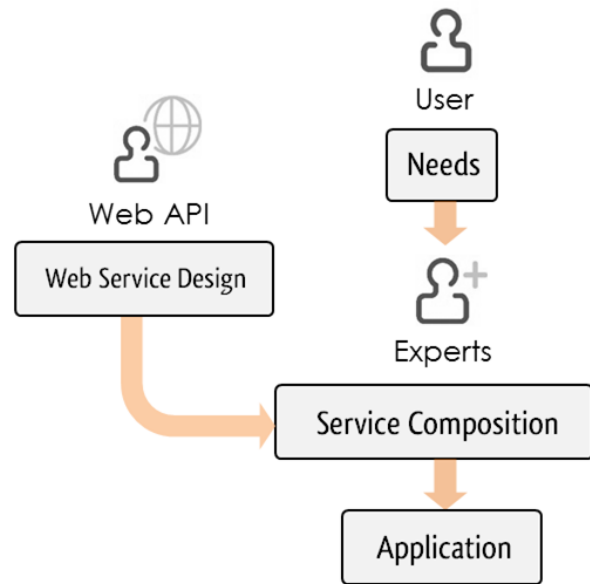 User
Needs
Web API
Web Service Design
Experts
Service Composition
Application